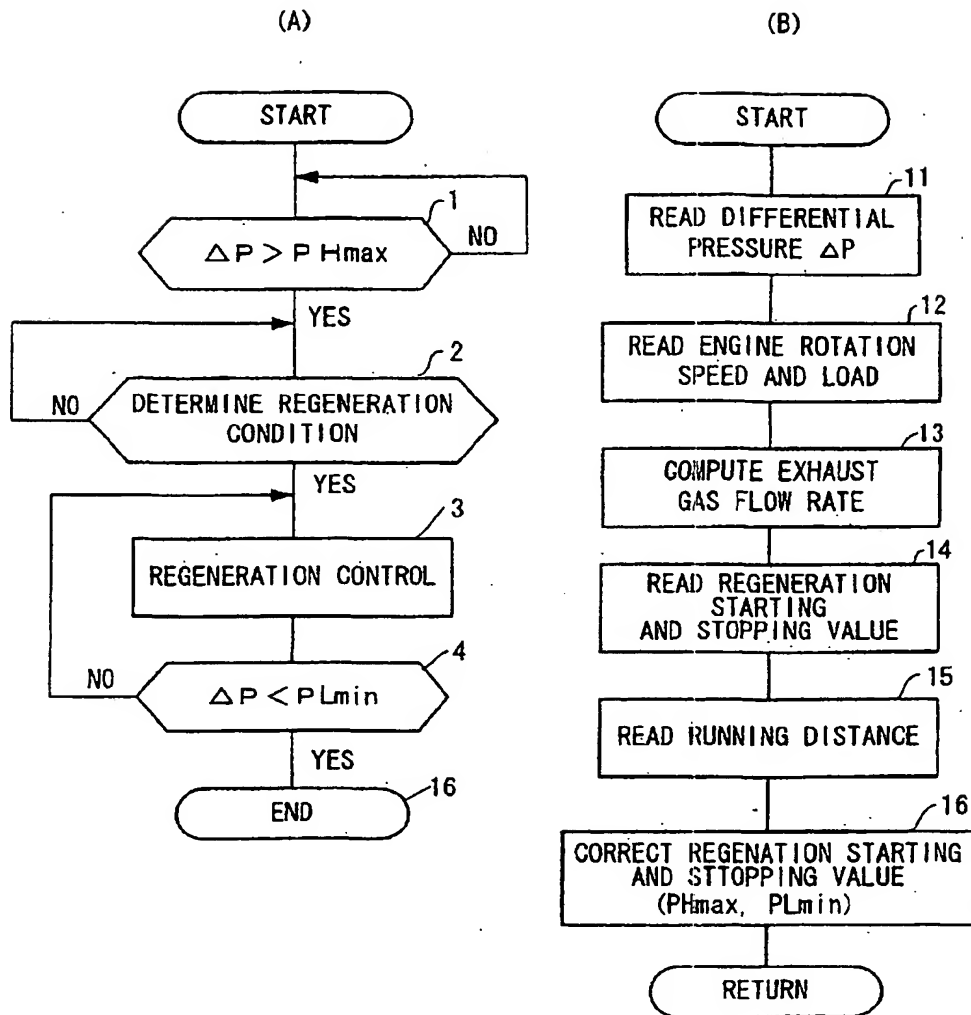 (A)
START
1
ΔP > PHmax
NO
YES
2
DETERMINE REGENERATION
CONDITION
NO
YES
3
REGENERATION CONTROL
4
ΔP < PLmin
NO
YES
16
END
(B)
START
11
READ DIFFERENTIAL
PRESSURE ΔP
12
READ ENGINE ROTATION
SPEED AND LOAD
13
COMPUTE EXHAUST
GAS FLOW RATE
14
READ REGENERATION
STARTING
AND STOPPING VALUE
15
READ RUNNING DISTANCE
16
CORRECT REGENATION STARTING
AND STTOPPING VALUE
(PHmax, PLmin)
RETURN